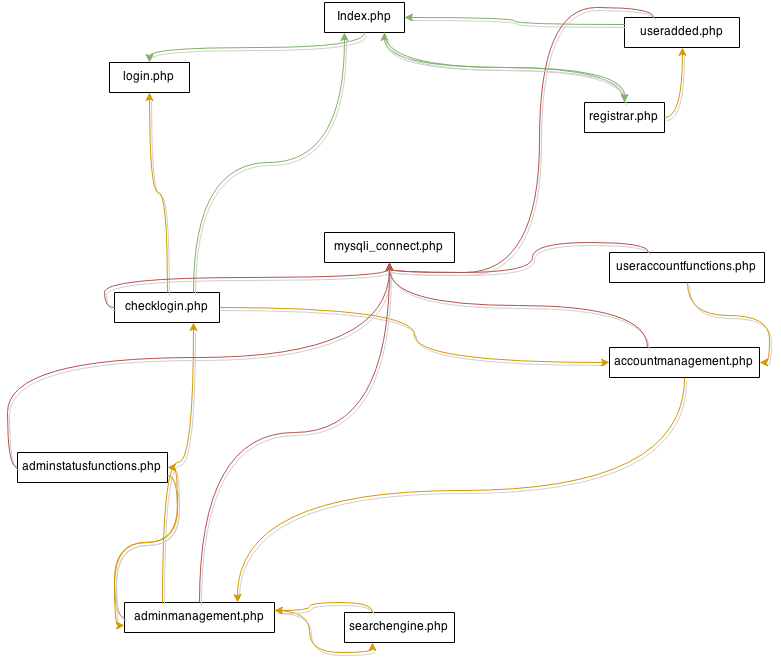 Index.php
useradded.php
login.php
registrar.php
mysqli_connect.php
useraccountfunctions.php
checklogin.php
accountmanagement.php
adminstatusfunctions.php
adminmanagement.php
searchengine.php